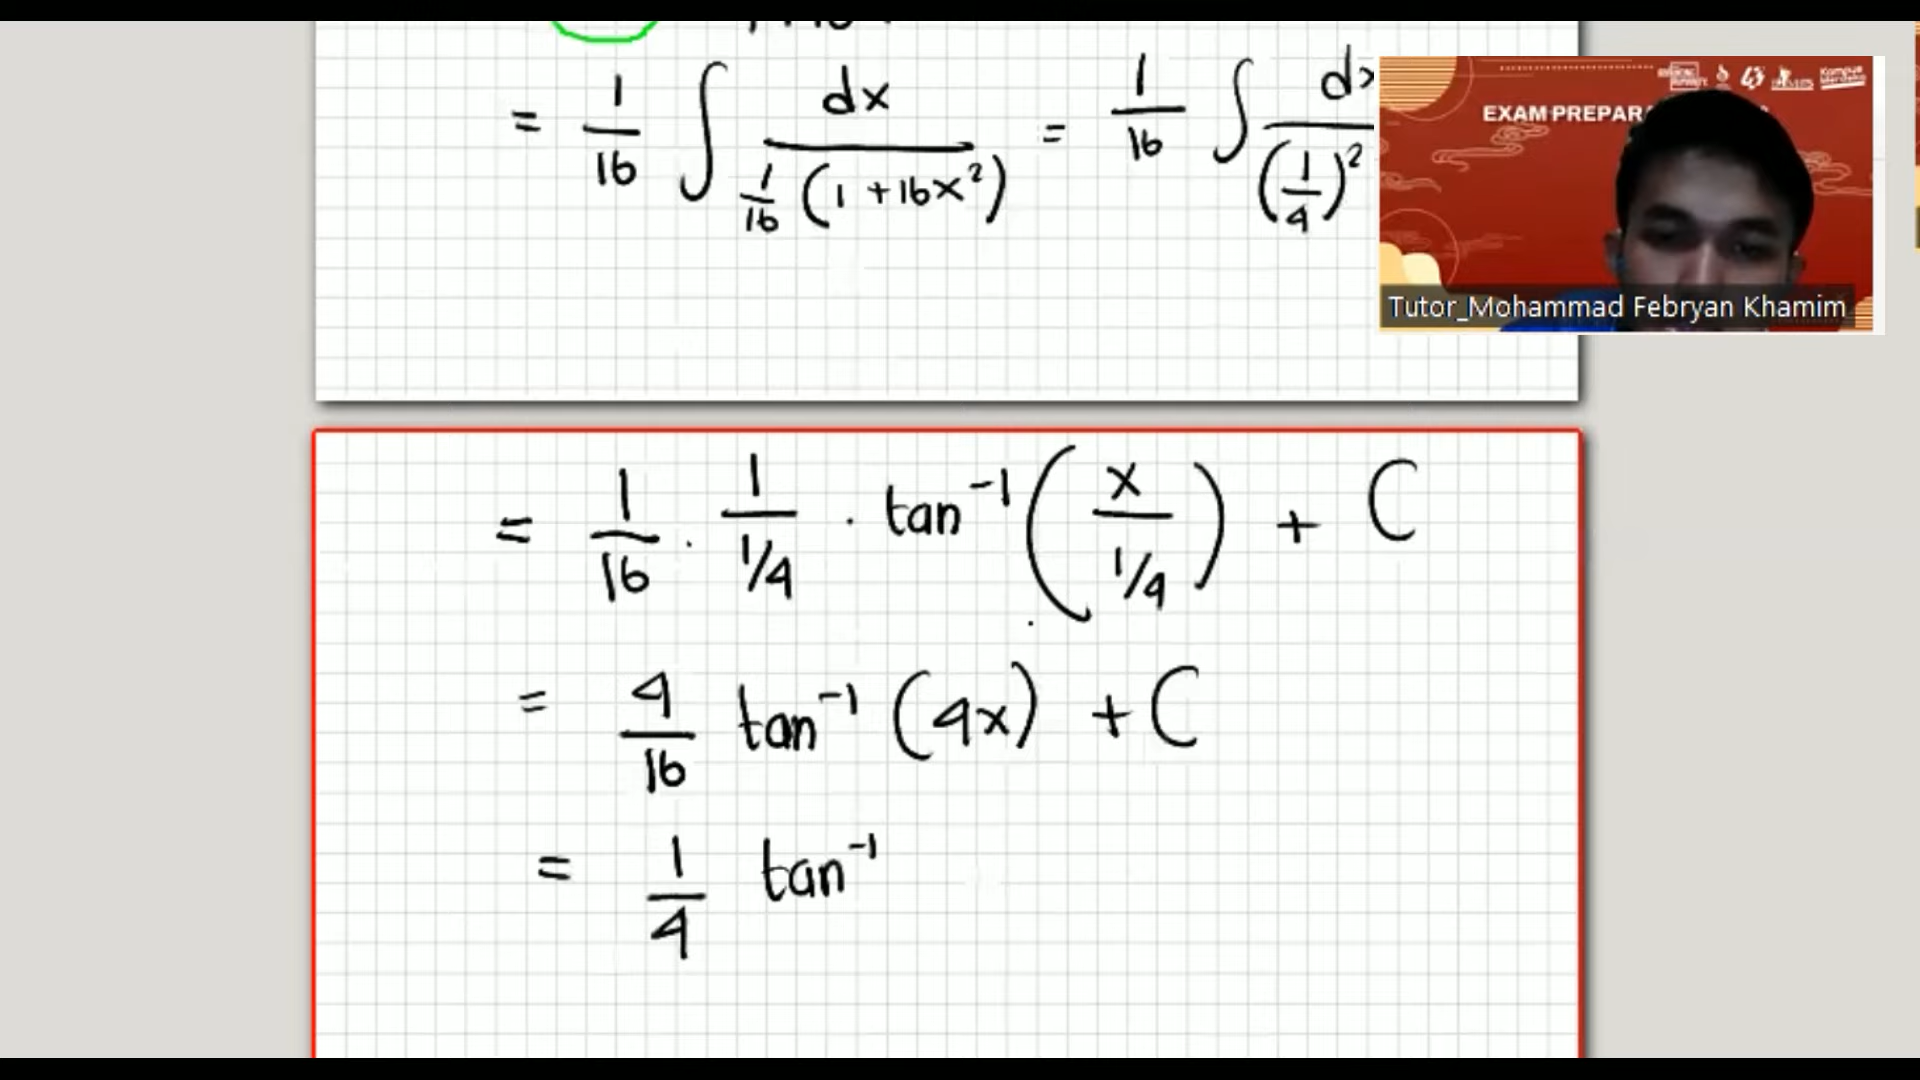 = 1/16 ∫ dx / (1/16 (1 + 16x²)) = 1/16 ∫ dx / (1/4)²
EXAM PREPAR
Tutor_Mohammad Febryan Khamim
= 1/16 · 1/(1/4) · tan⁻¹ (x/(1/4)) + C
= 4/16 tan⁻¹ (4x) + C
= 1/4 tan⁻¹